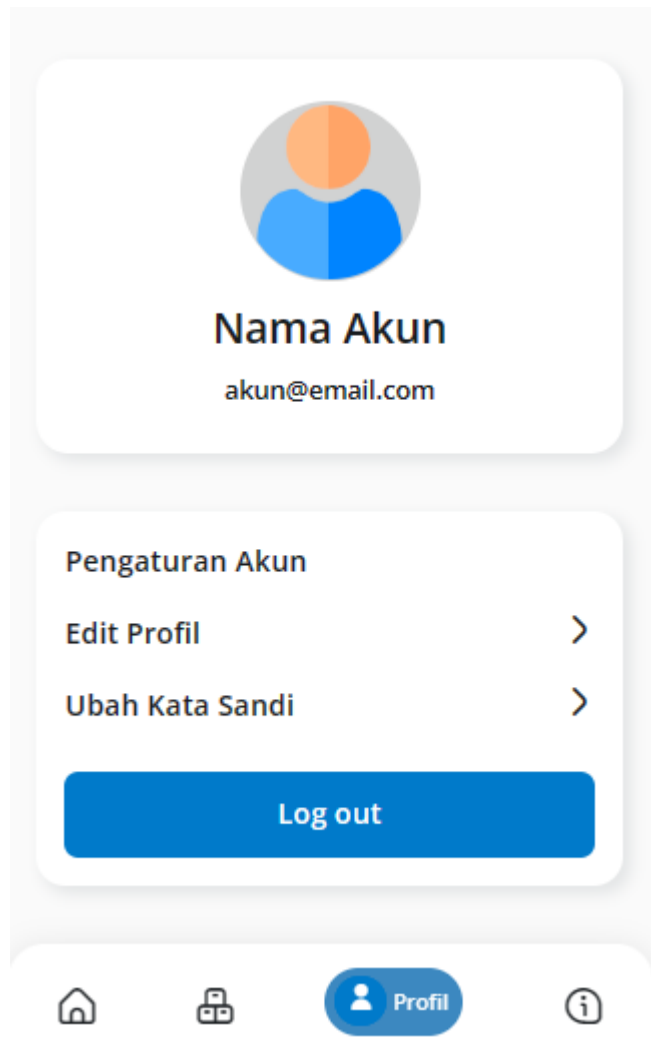 Nama Akun
akun@email.com
Pengaturan Akun
Edit Profil
Ubah Kata Sandi
Log out
Profil